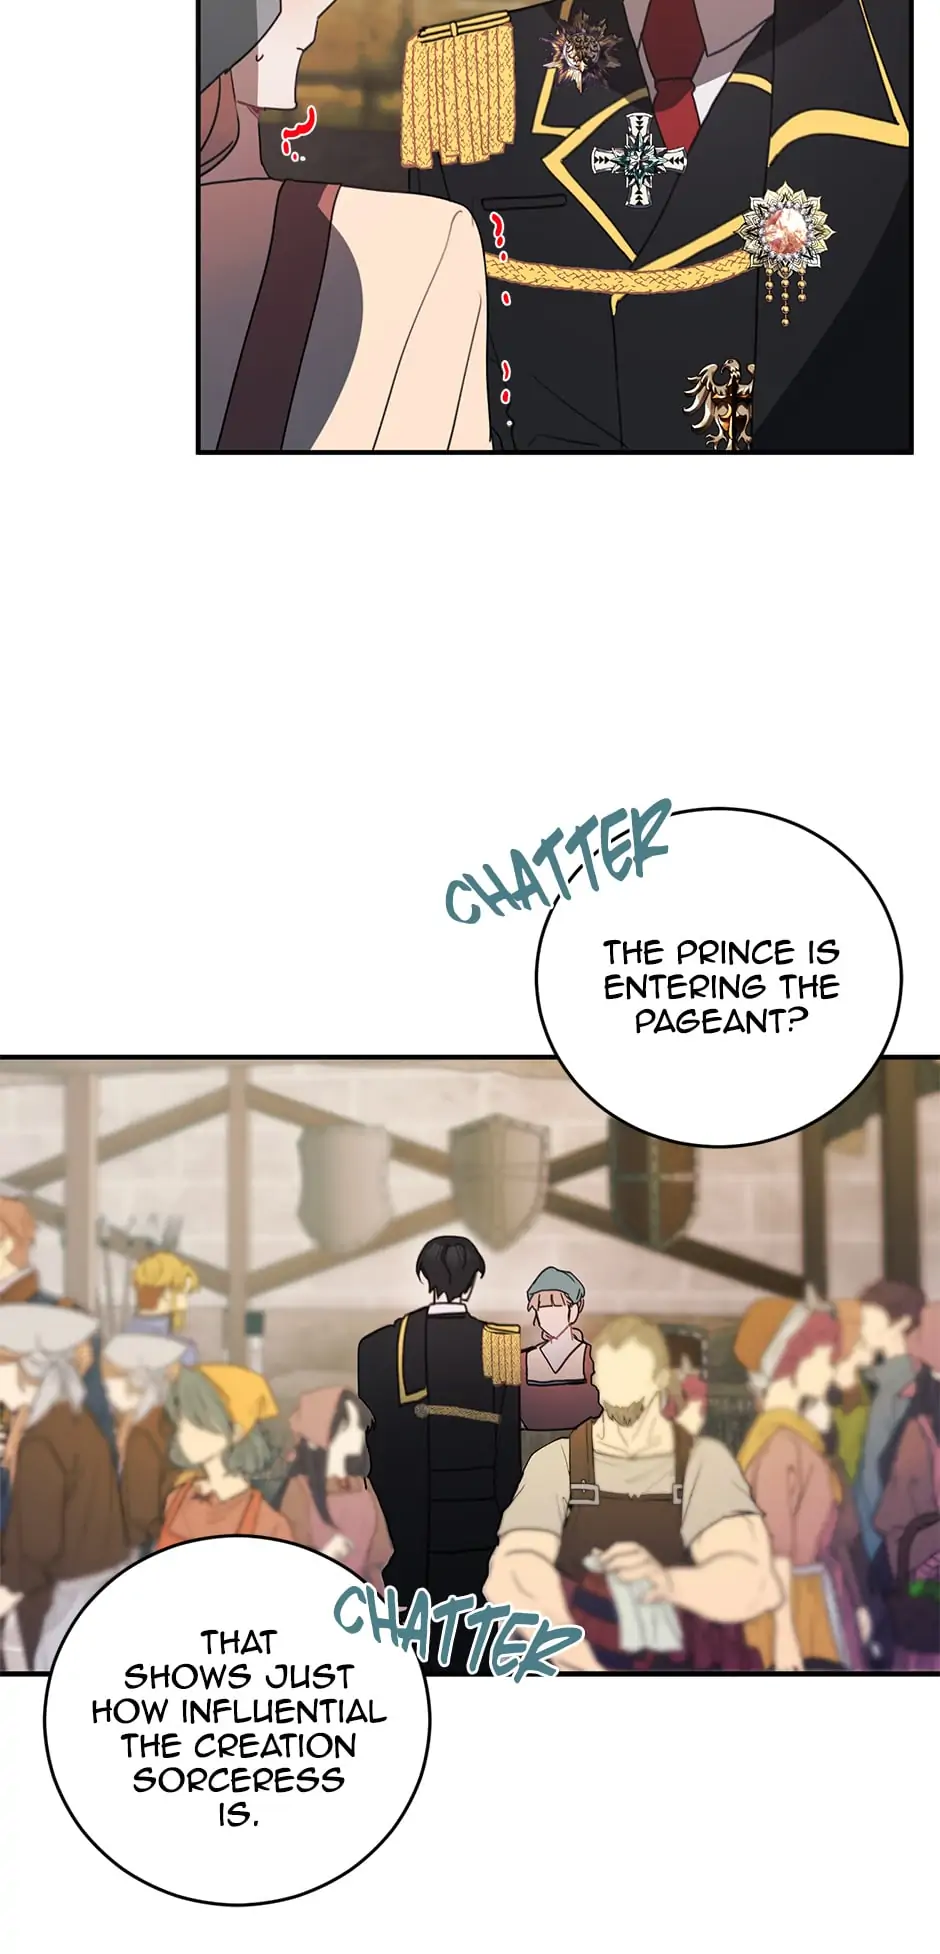 CHATTER
THE PRINCE IS
ENTERING THE
PAGEANT?
CHATTER
THAT
SHOWS JUST
HOW INFLUENTIAL
THE CREATION
SORCERESS
IS.